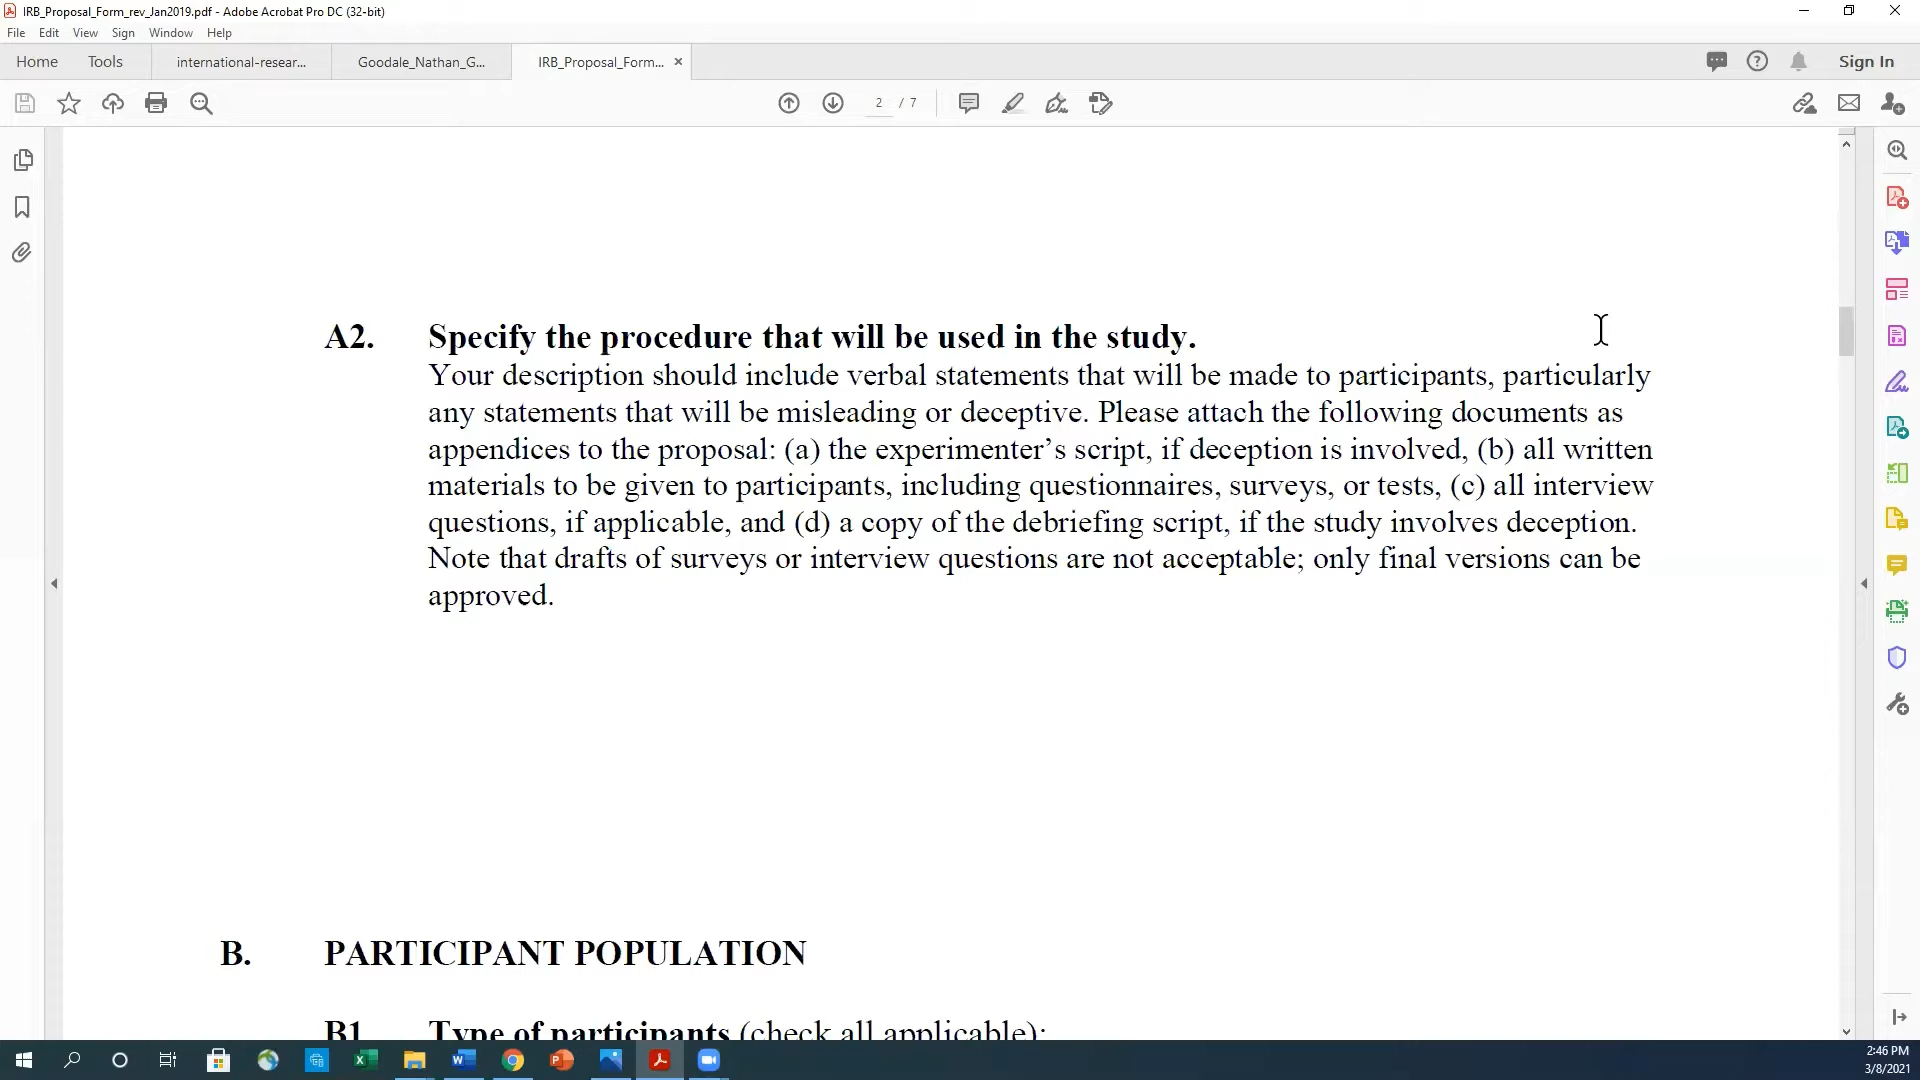 IRB_Proposal_Form_rev_Jan2019.pdf - Adobe Acrobat Pro DC (32-bit)
File Edit View Sign Window Help
Home Tools international-resear... Goodale_Nathan_G... IRB_Proposal_Form... Sign In
2 / 7
A2. Specify the procedure that will be used in the study.
Your description should include verbal statements that will be made to participants, particularly
any statements that will be misleading or deceptive. Please attach the following documents as
appendices to the proposal: (a) the experimenter’s script, if deception is involved, (b) all written
materials to be given to participants, including questionnaires, surveys, or tests, (c) all interview
questions, if applicable, and (d) a copy of the debriefing script, if the study involves deception.
Note that drafts of surveys or interview questions are not acceptable; only final versions can be
approved.
B. PARTICIPANT POPULATION
B1 Type of participants (check all applicable):
2:46 PM
3/8/2021